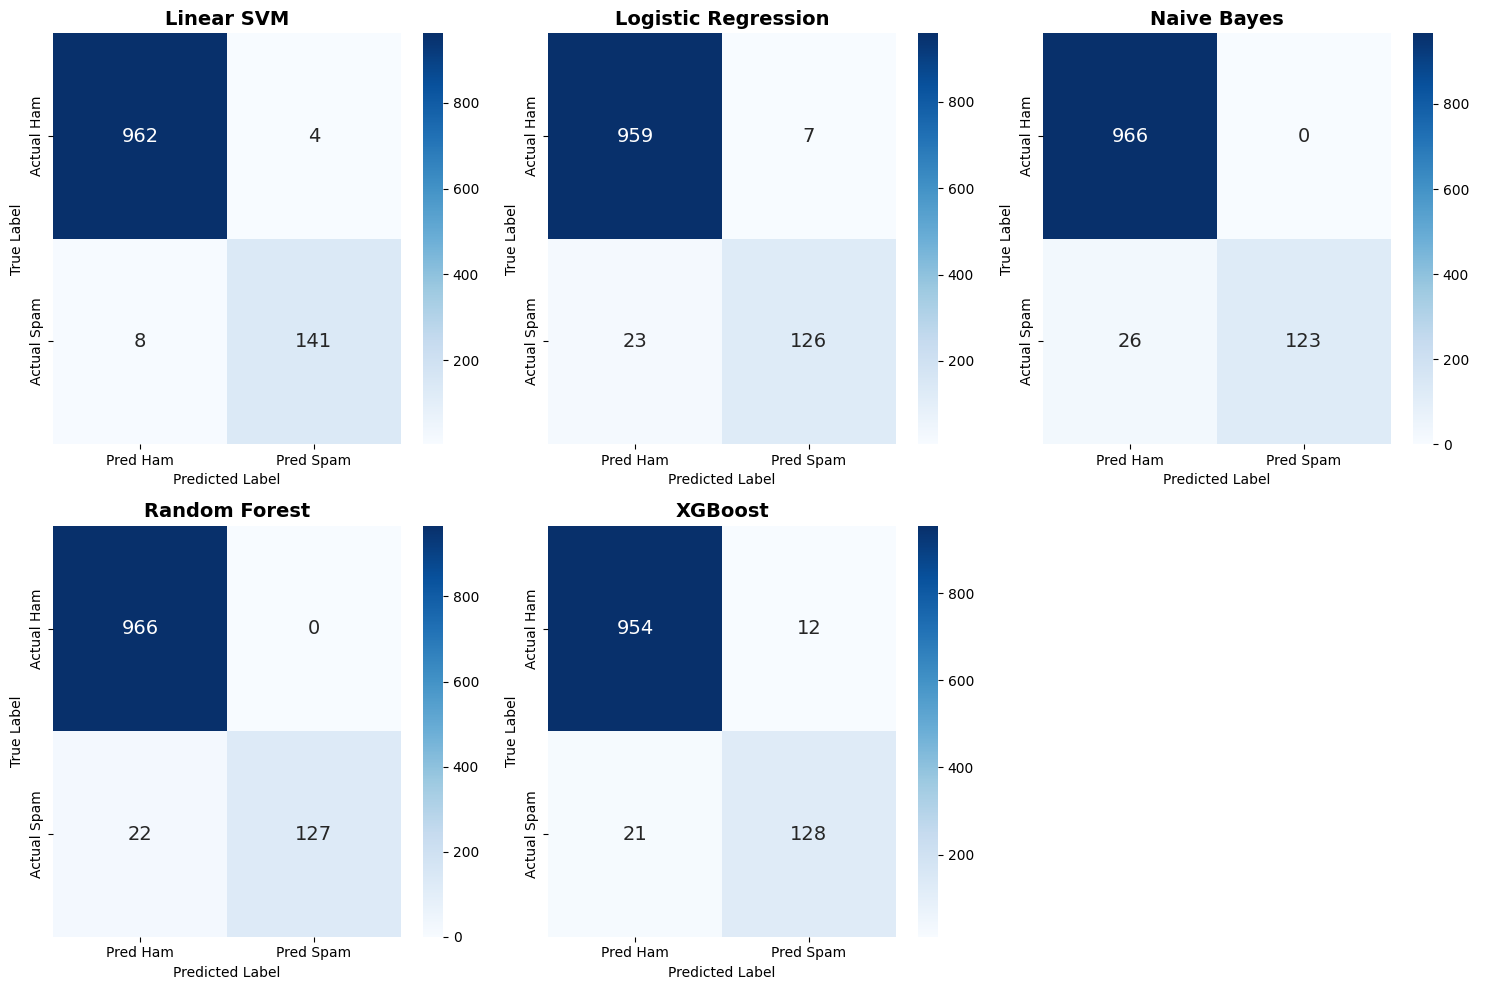 Linear SVM
Actual Ham
Actual Spam
True Label
962
4
8
141
Pred Ham
Pred Spam
Predicted Label
800
600
400
200
Logistic Regression
Actual Ham
Actual Spam
True Label
959
7
23
126
Pred Ham
Pred Spam
Predicted Label
800
600
400
200
Naive Bayes
Actual Ham
Actual Spam
True Label
966
0
26
123
Pred Ham
Pred Spam
Predicted Label
800
600
400
200
0
Random Forest
Actual Ham
Actual Spam
True Label
966
0
22
127
Pred Ham
Pred Spam
Predicted Label
800
600
400
200
0
XGBoost
Actual Ham
Actual Spam
True Label
954
12
21
128
Pred Ham
Pred Spam
Predicted Label
800
600
400
200